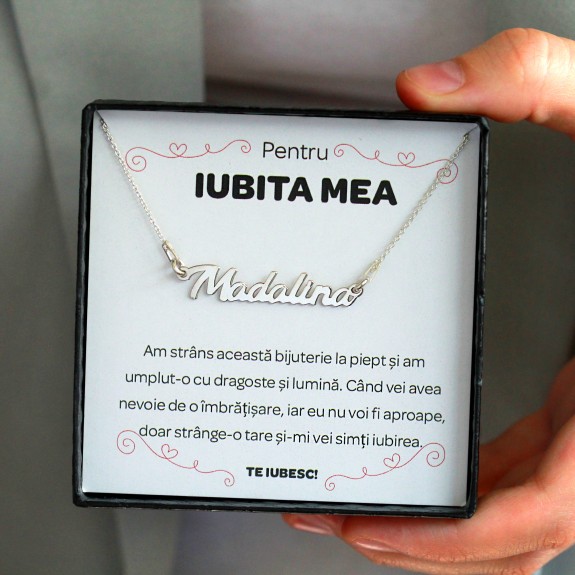 Pentru
IUBITA MEA
Madalina
Am strâns această bijuterie la piept și am
umplut-o cu dragoste și lumină. Când vei avea
nevoie de o îmbrățișare, iar eu nu voi fi aproape,
doar strânge-o tare și-mi vei simți iubirea.
TE IUBESC!